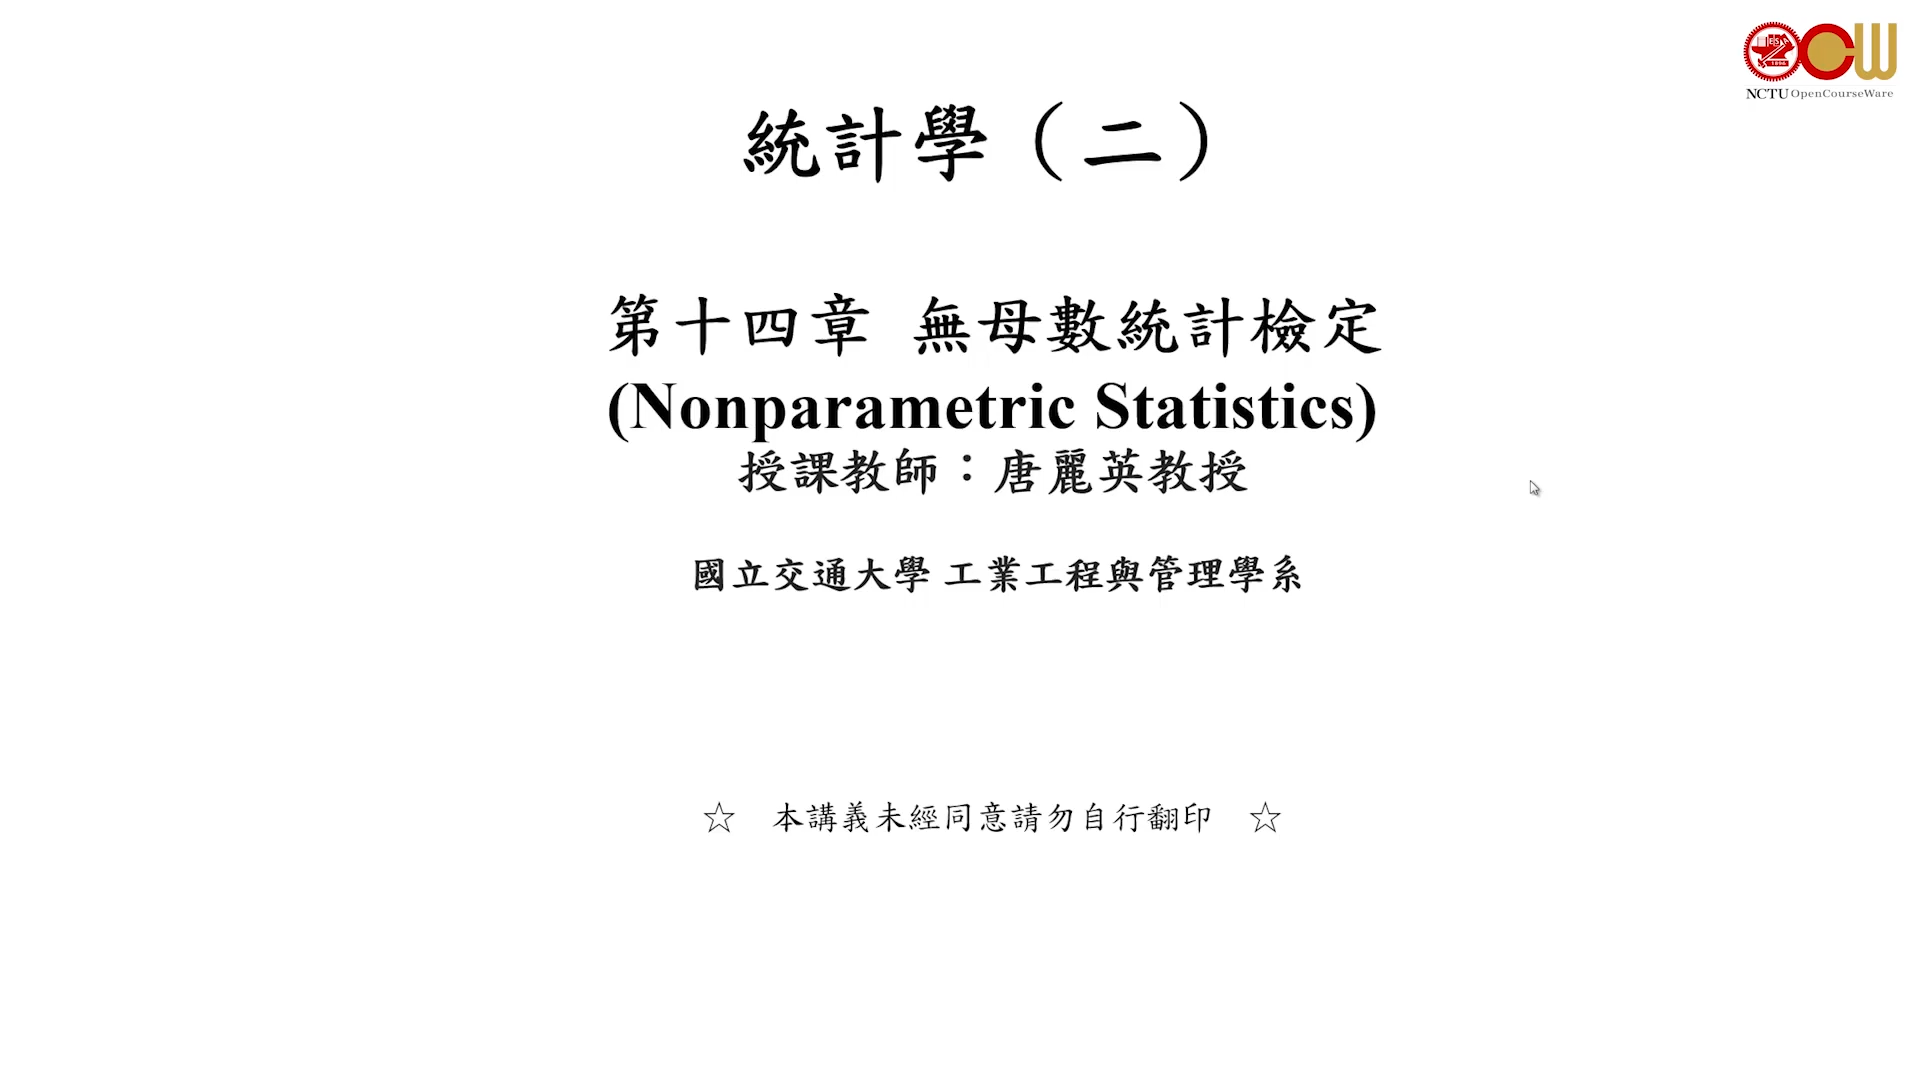 NCTU OpenCourseWare
統計學（二）
第十四章 無母數統計檢定
(Nonparametric Statistics)
授課教師：唐麗英教授
國立交通大學 工業工程與管理學系
☆ 本講義未經同意請勿自行翻印 ☆